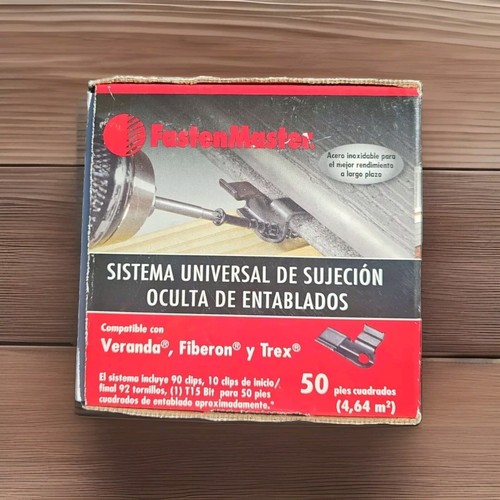 FastenMaster
Acero inoxidable para
el mejor rendimiento
a largo plazo
SISTEMA UNIVERSAL DE SUJECIÓN
OCULTA DE ENTABLADOS
Compatible con
Veranda®, Fiberon® y Trex®
El sistema incluye 90 clips, 10 clips de inicio/
final 92 tornillos, (1) T15 Bit para 50 pies
cuadrados de entablado aproximadamente.*
50 pies cuadrados
(4,64 m²)